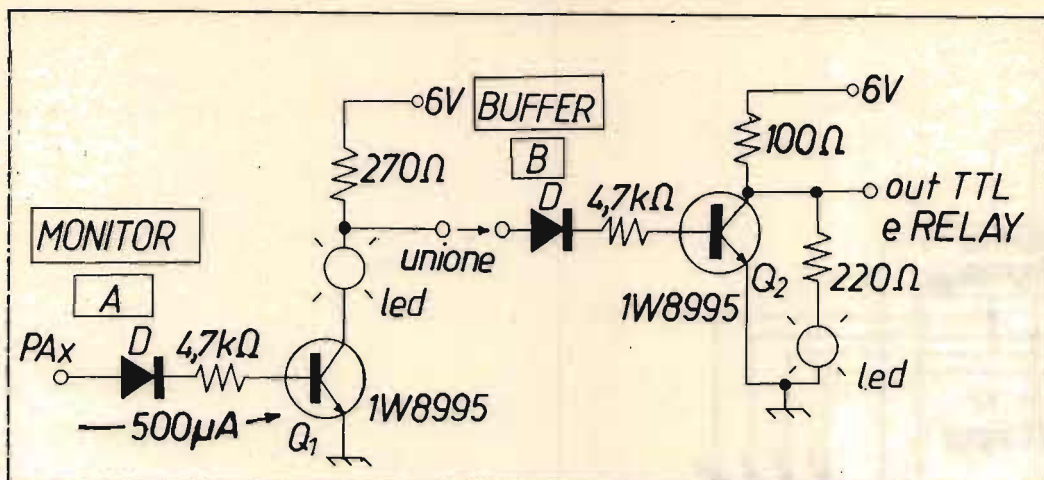 6V
BUFFER
6V
270Ω
B
100Ω
MONITOR
D
4,7kΩ
out TTL
e RELAY
A
unione
led
Q2
220Ω
PAx
D
4,7kΩ
1W8995
led
500μA
1W8995
Q1